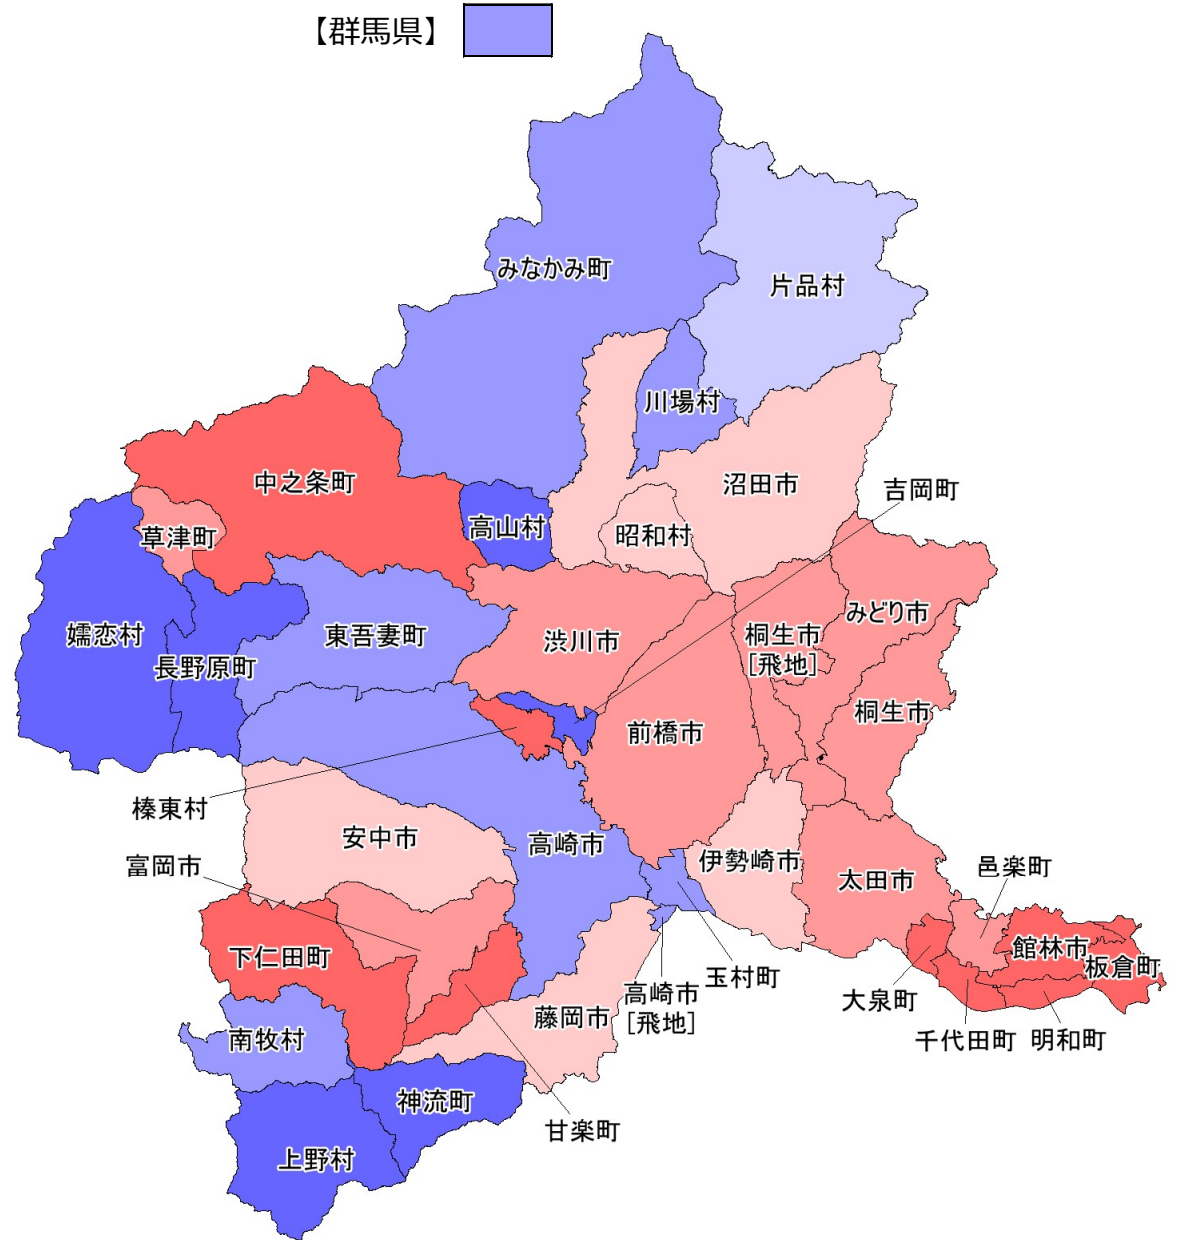 【群馬県】
みなかみ町
片品村
川場村
中之条町
沼田市
吉岡町
高山村
昭和村
草津町
嬬恋村
長野原町
東吾妻町
渋川市
桐生市
[飛地]
みどり市
桐生市
前橋市
榛東村
安中市
高崎市
富岡市
伊勢崎市
太田市
邑楽町
下仁田町
館林市
板倉町
玉村町
高崎市
[飛地]
大泉町
藤岡市
南牧村
千代田町
明和町
神流町
甘楽町
上野村